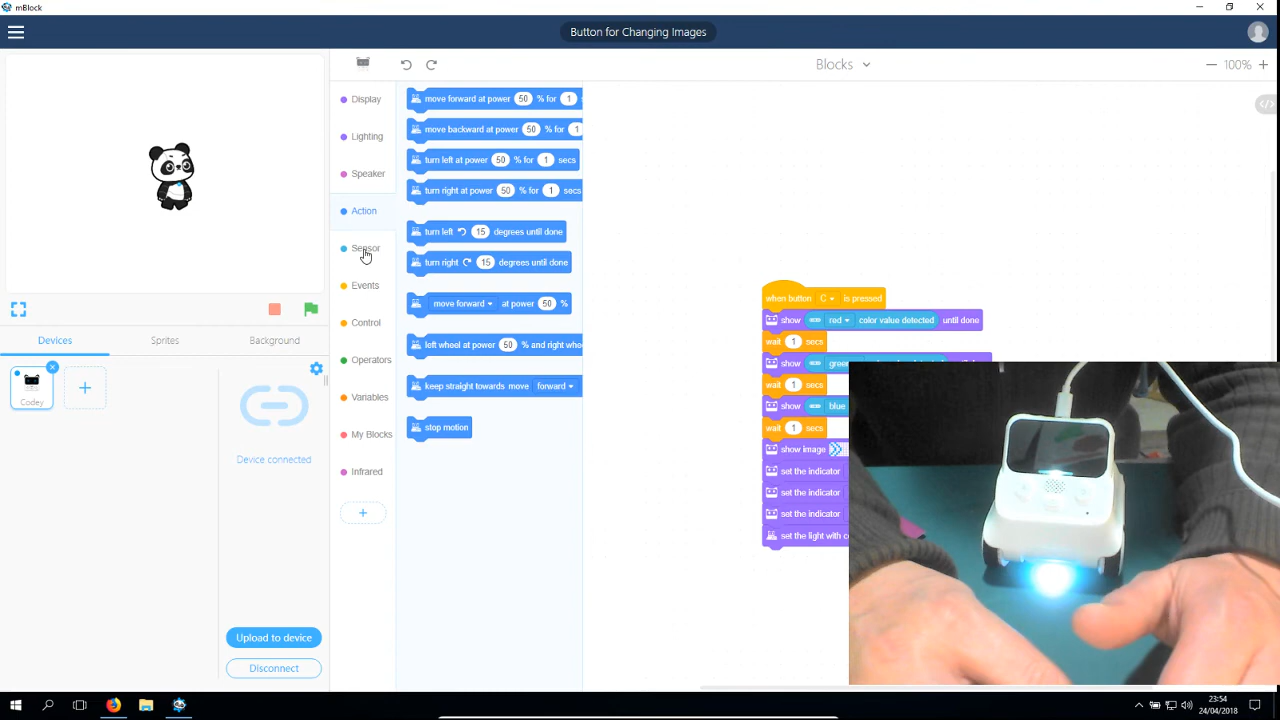 mBlock
Button for Changing Images
Blocks
100%
Display
Lighting
Speaker
Action
Sensor
Events
Control
Operators
Variables
My Blocks
Infrared
move forward at power 50 % for 1
move backward at power 50 % for 1
turn left at power 50 % for 1 secs
turn right at power 50 % for 1 secs
turn left 15 degrees until done
turn right 15 degrees until done
move forward at power 50 %
left wheel at power 50 % and right whe
keep straight towards move forward
stop motion
when button C is pressed
show red color value detected until done
wait 1 secs
show
wait 1 secs
show blue
wait 1 secs
show image
set the indicator
set the indicator
set the indicator
set the light with c
Devices
Sprites
Background
Codey
Device connected
Upload to device
Disconnect
23:54
24/04/2018